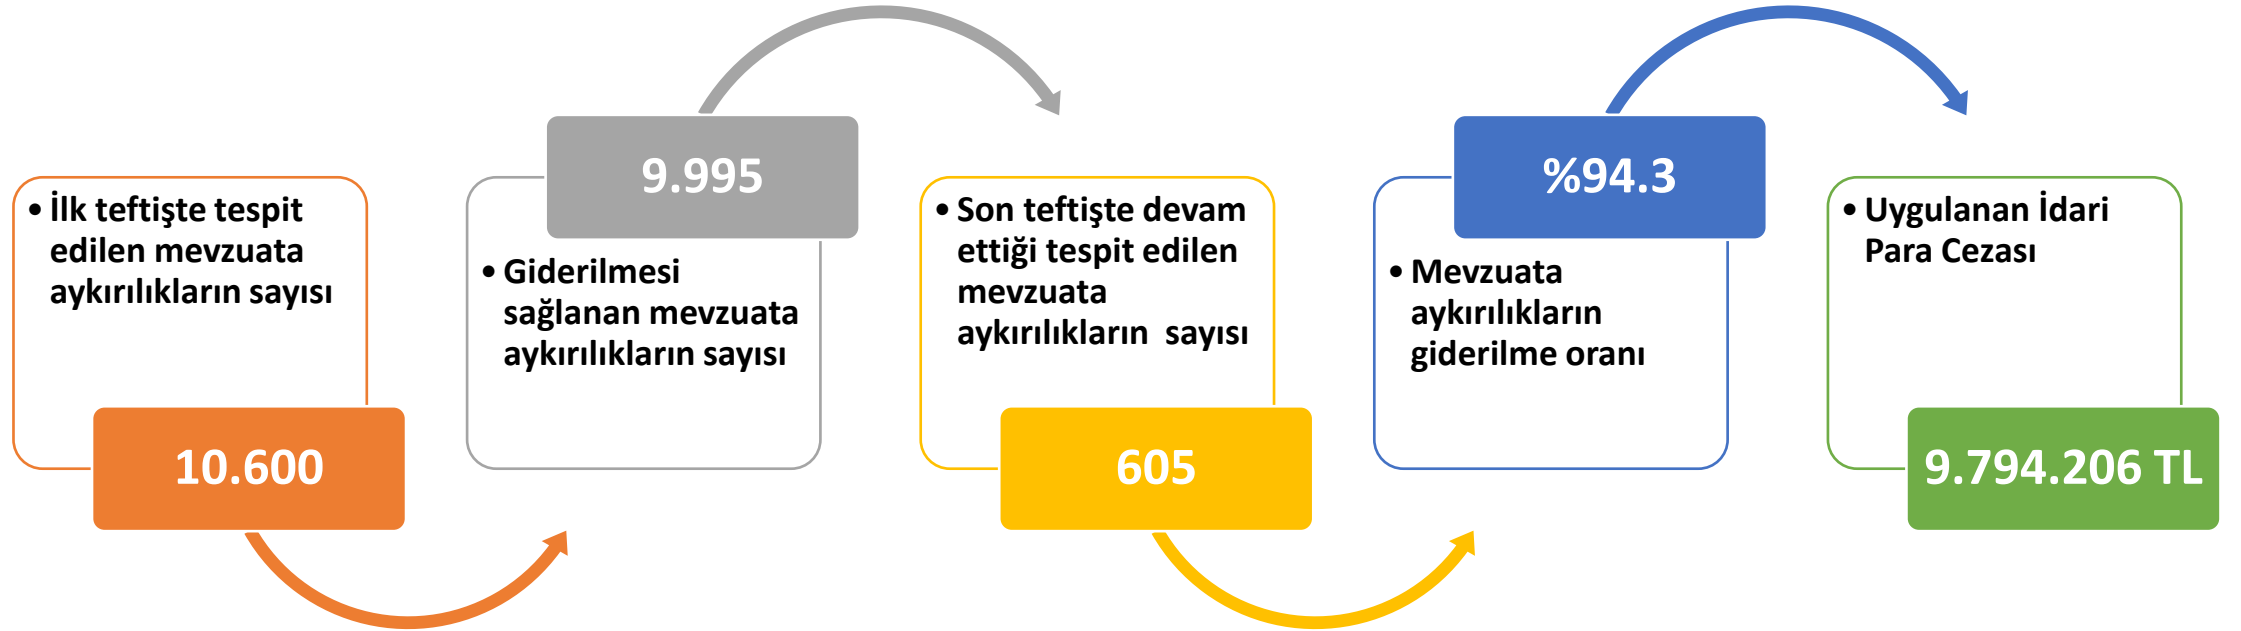 • İlk teftişte tespit
edilen mevzuata
aykırılıkların sayısı
10.600
9.995
• Giderilmesi
sağlanan mevzuata
aykırılıkların sayısı
• Son teftişte devam
ettiği tespit edilen
mevzuata
aykırılıkların  sayısı
605
%94.3
• Mevzuata
aykırılıkların
giderilme oranı
• Uygulanan İdari
Para Cezası
9.794.206 TL